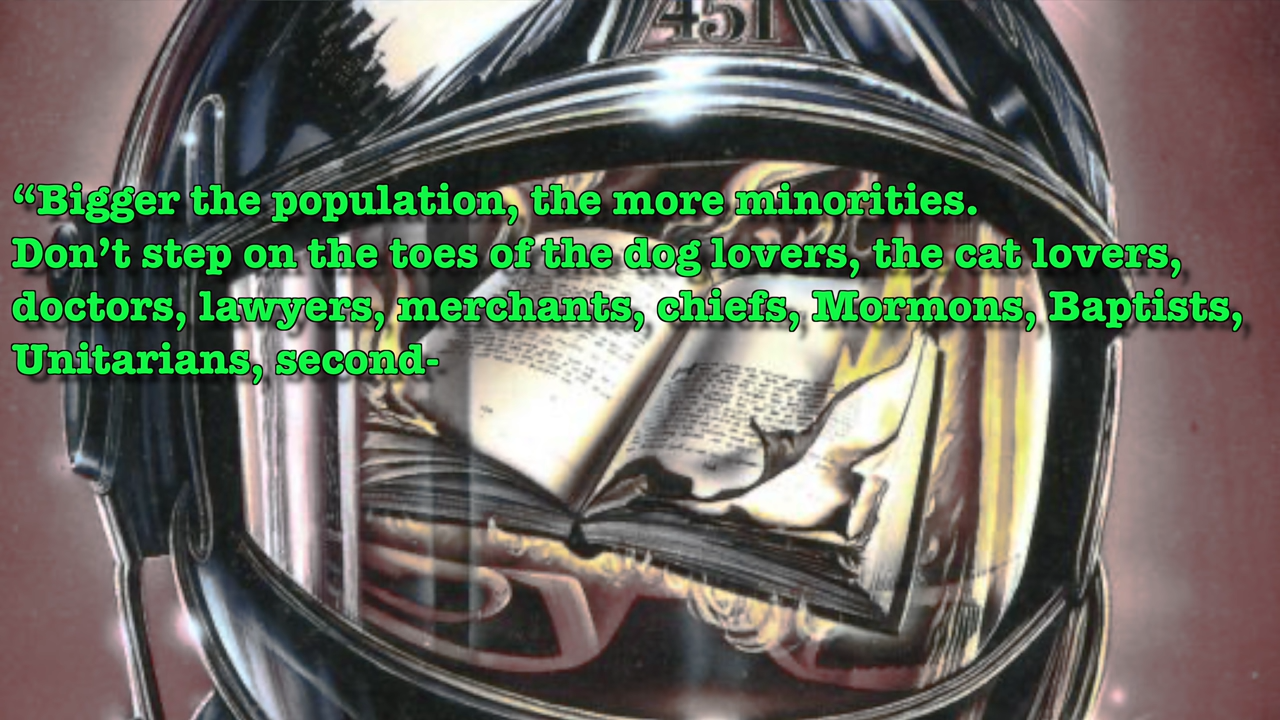 451
“Bigger the population, the more minorities.
Don’t step on the toes of the dog lovers, the cat lovers,
doctors, lawyers, merchants, chiefs, Mormons, Baptists,
Unitarians, second-